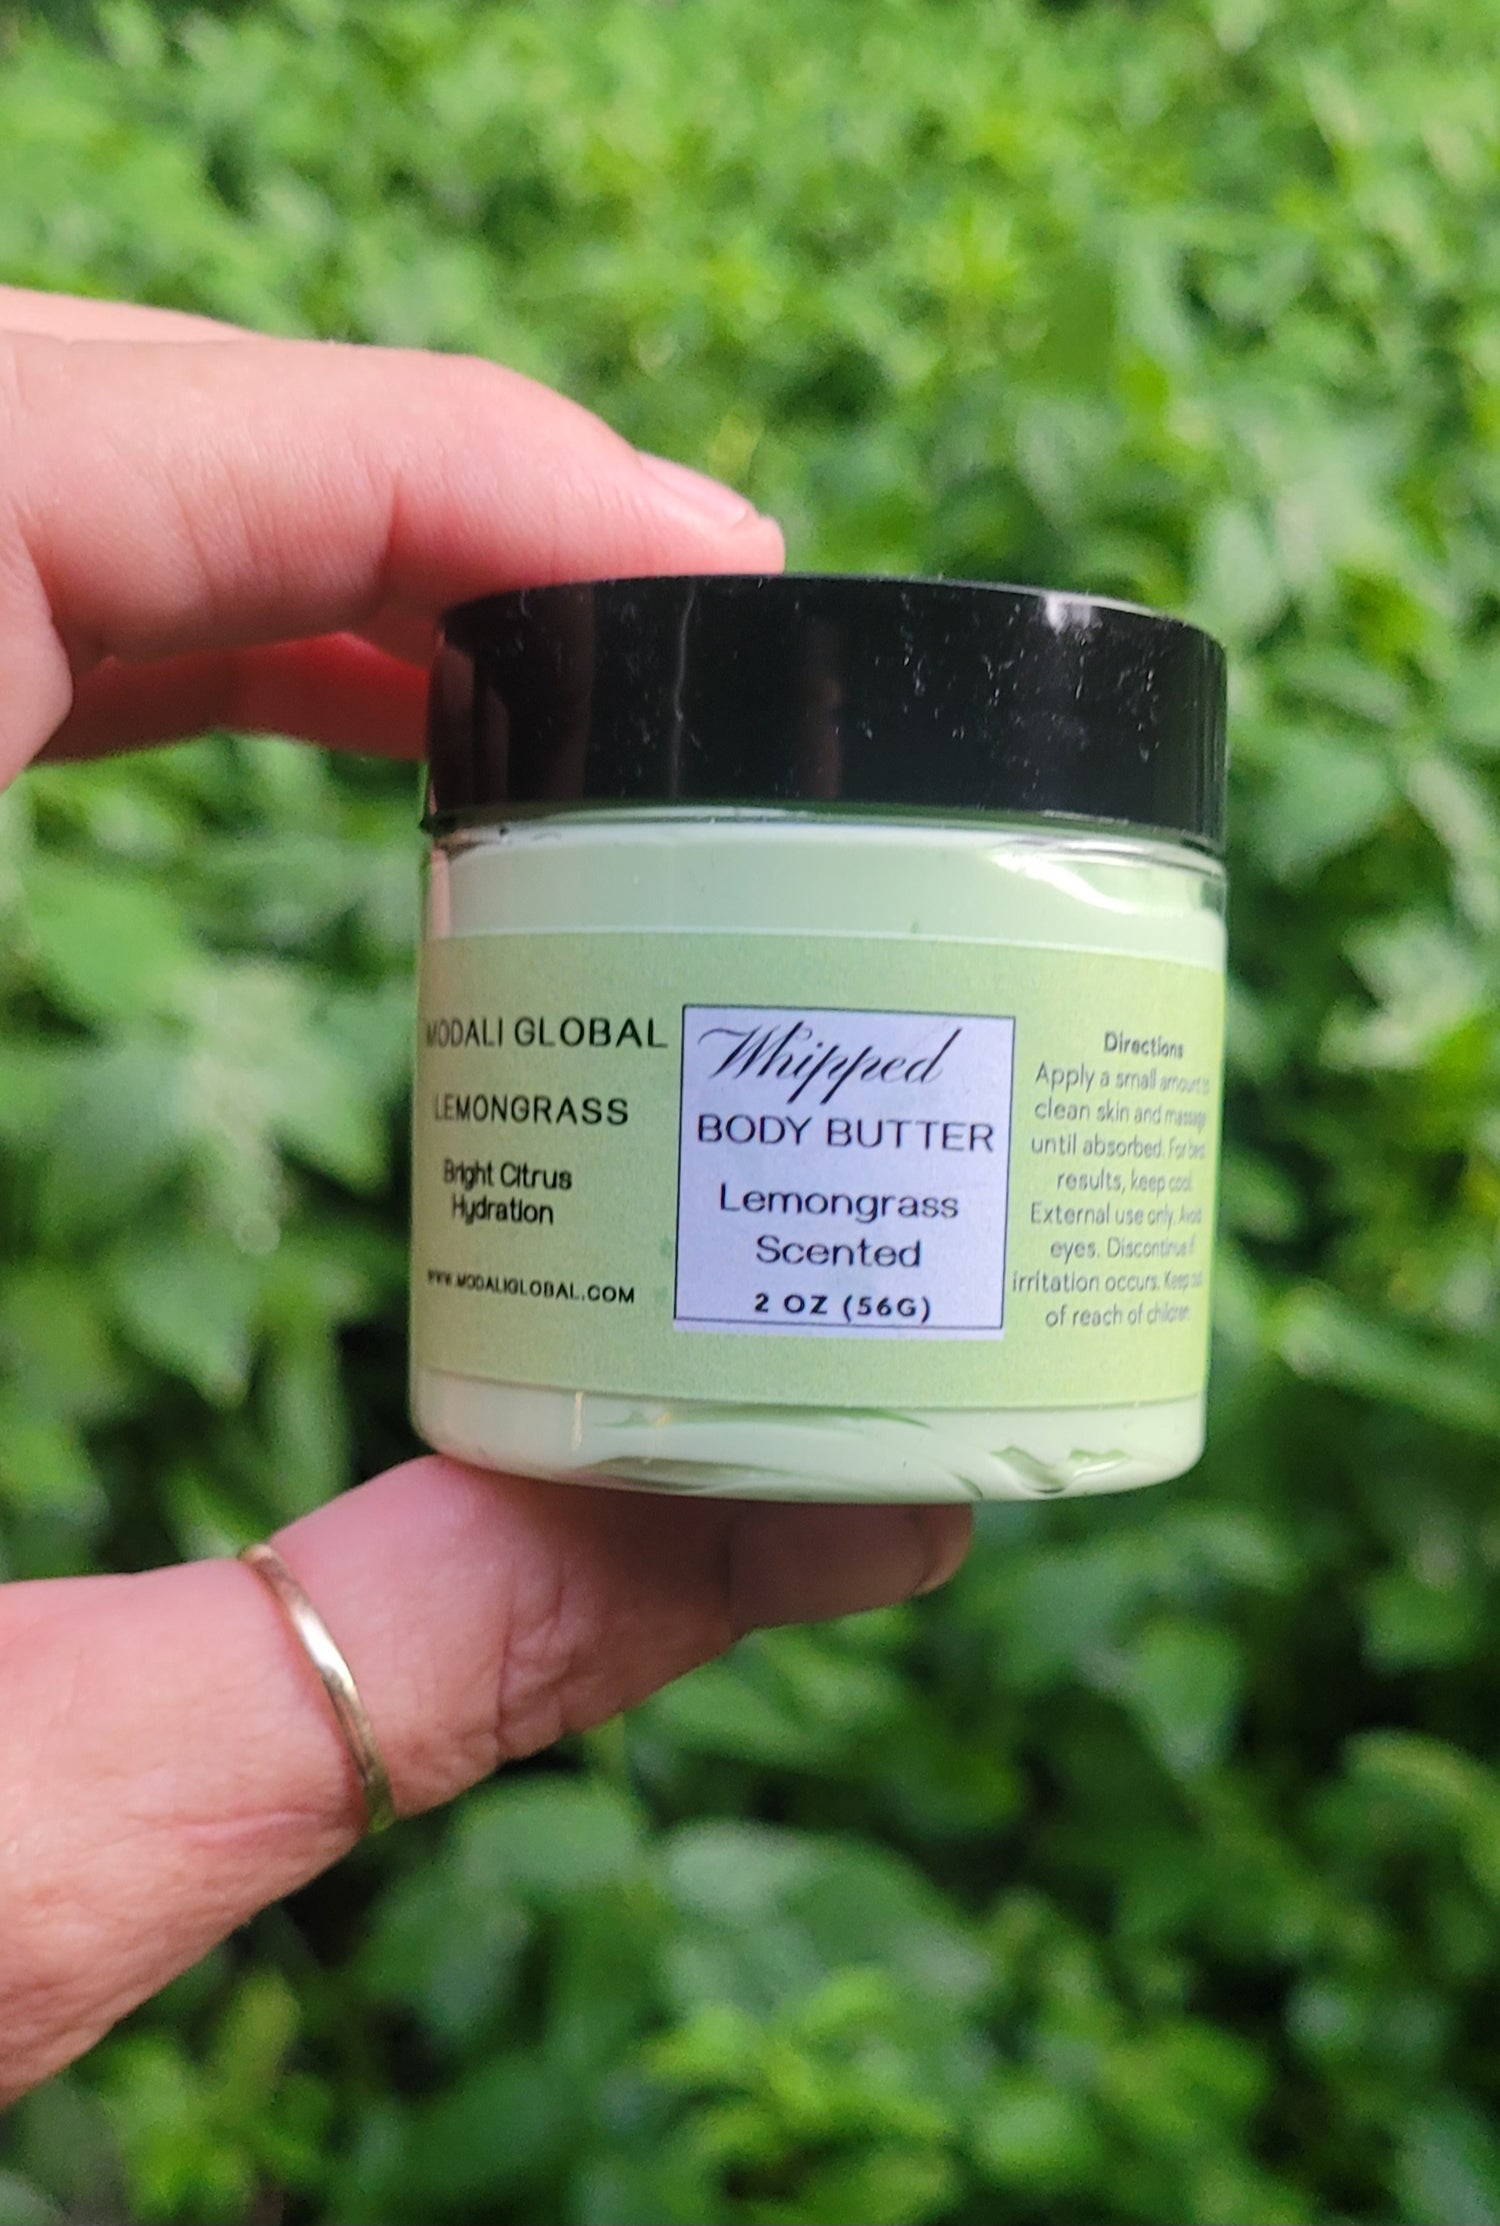 MODALI GLOBAL
LEMONGRASS
Bright Citrus
Hydration
WWW.MODALIGLOBAL.COM
Whipped
BODY BUTTER
Lemongrass
Scented
2 OZ (56G)
Directions
Apply a small amount to
clean skin and massage
until absorbed. For best
results, keep cool.
External use only. Avoid
eyes. Discontinue if
irritation occurs. Keep out
of reach of children.